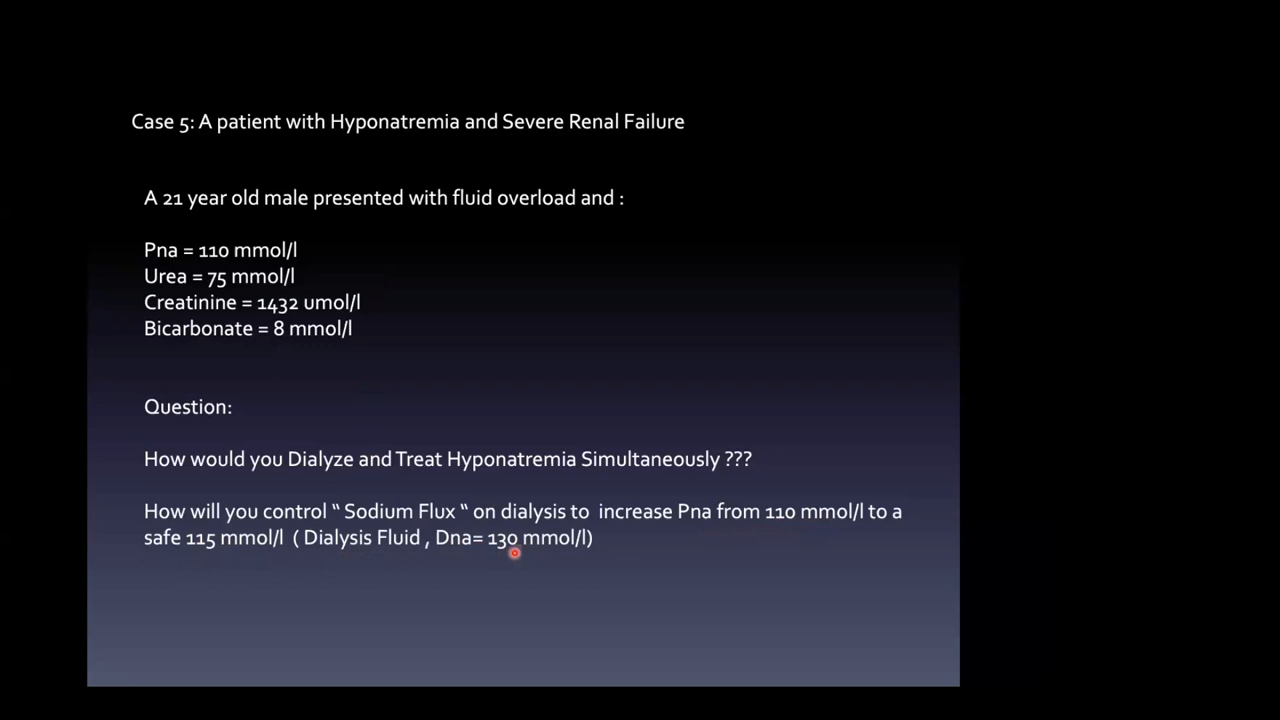 Case 5: A patient with Hyponatremia and Severe Renal Failure
A 21 year old male presented with fluid overload and :
Pna = 110 mmol/l
Urea = 75 mmol/l
Creatinine = 1432 umol/l
Bicarbonate = 8 mmol/l
Question:
How would you Dialyze and Treat Hyponatremia Simultaneously ???
How will you control “ Sodium Flux “ on dialysis to  increase Pna from 110 mmol/l to a
safe 115 mmol/l  ( Dialysis Fluid , Dna= 130 mmol/l)